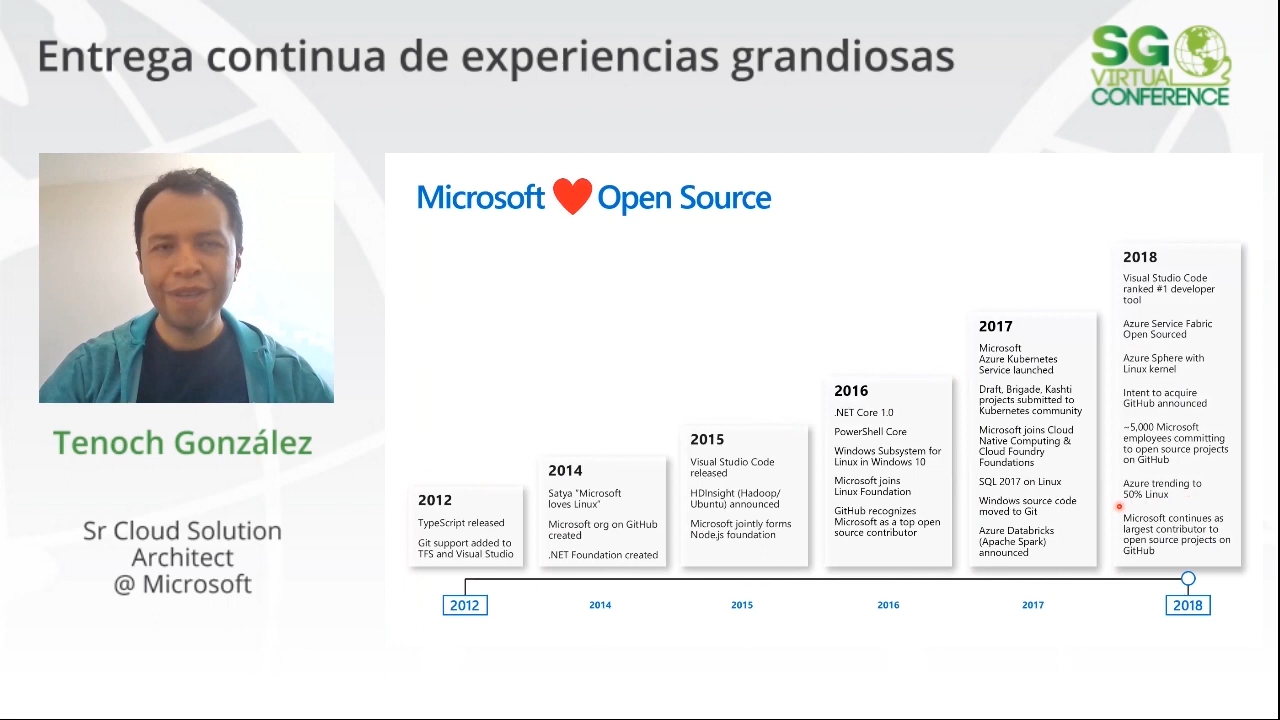 Entrega continua de experiencias grandiosas
SG
VIRTUAL
CONFERENCE
Tenoch González
Sr Cloud Solution
Architect
@ Microsoft
Microsoft Open Source
2012
TypeScript released
Git support added to
TFS and Visual Studio
2014
Satya "Microsoft
loves Linux"
Microsoft org on GitHub
created
.NET Foundation created
2015
Visual Studio Code
released
HDInsight (Hadoop/
Ubuntu) announced
Microsoft jointly forms
Node.js foundation
2016
.NET Core 1.0
PowerShell Core
Windows Subsystem for
Linux in Windows 10
Microsoft joins
Linux Foundation
GitHub recognizes
Microsoft as a top open
source contributor
2017
Microsoft
Azure Kubernetes
Service launched
Draft, Brigade, Kashti
projects submitted to
Kubernetes community
Microsoft joins Cloud
Native Computing &
Cloud Foundry
Foundations
SQL 2017 on Linux
Windows source code
moved to Git
Azure Databricks
(Apache Spark)
announced
2018
Visual Studio Code
ranked #1 developer
tool
Azure Service Fabric
Open Sourced
Azure Sphere with
Linux kernel
Intent to acquire
GitHub announced
~5,000 Microsoft
employees committing
to open source projects
on GitHub
Azure trending to
50% Linux
Microsoft continues as
largest contributor to
open source projects on
GitHub
2012
2014
2015
2016
2017
2018